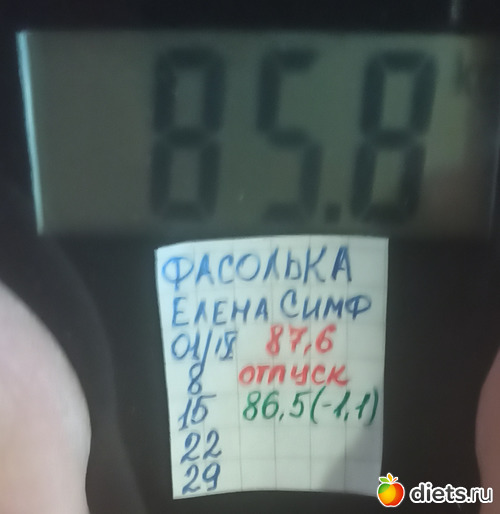 85.8
ФАСОЛЬКА
ЕЛЕНА СИМФ
01/IX 87,6
8 отпуск
15 86,5(-1,1)
22
29
diets.ru